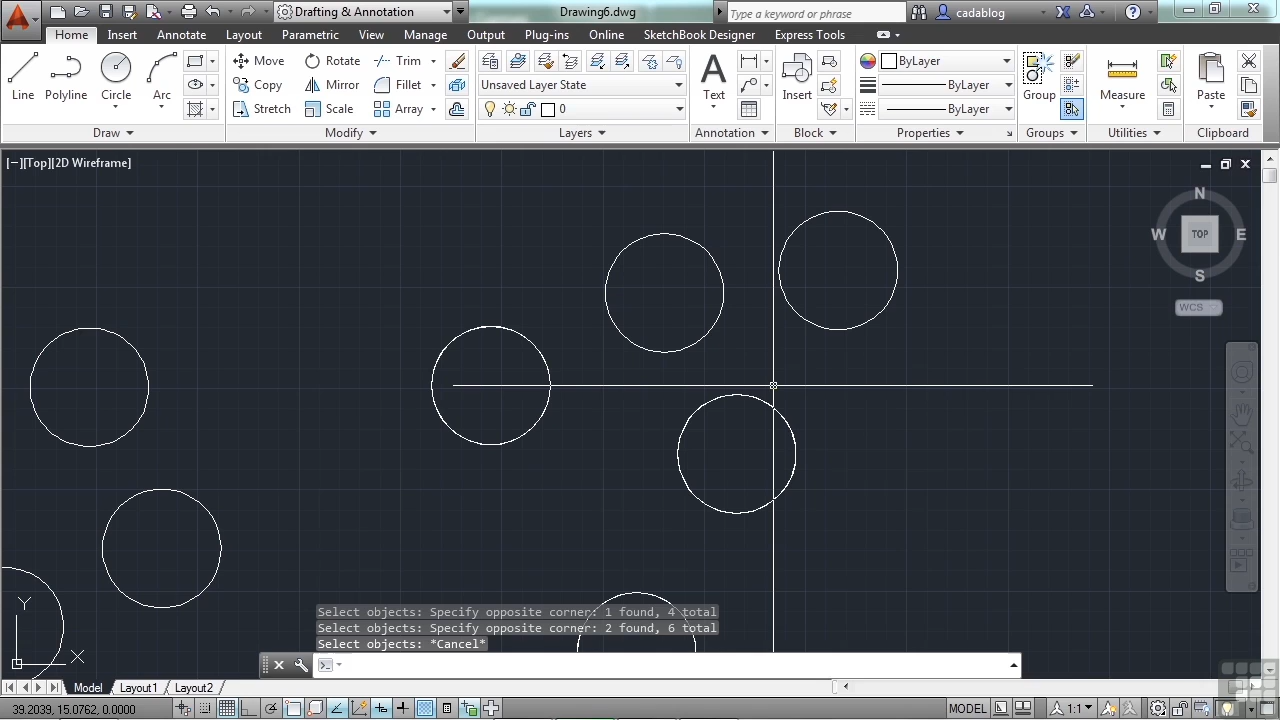 Drafting & Annotation
Drawing6.dwg
Type a keyword or phrase
cadablog
Home
Insert
Annotate
Layout
Parametric
View
Manage
Output
Plug-ins
Online
SketchBook Designer
Express Tools
Line
Polyline
Circle
Arc
Move
Rotate
Trim
Copy
Mirror
Fillet
Stretch
Scale
Array
Unsaved Layer State
0
Text
Insert
ByLayer
ByLayer
ByLayer
Group
Measure
Paste
Draw
Modify
Layers
Annotation
Block
Properties
Groups
Utilities
Clipboard
[−][Top][2D Wireframe]
N
W
TOP
E
S
WCS
Y
X
Select objects: Specify opposite corner: 1 found, 4 total
Select objects: Specify opposite corner: 2 found, 6 total
Select objects: *Cancel*
Model
Layout1
Layout2
39.2039, 15.0762, 0.0000
MODEL
1:1